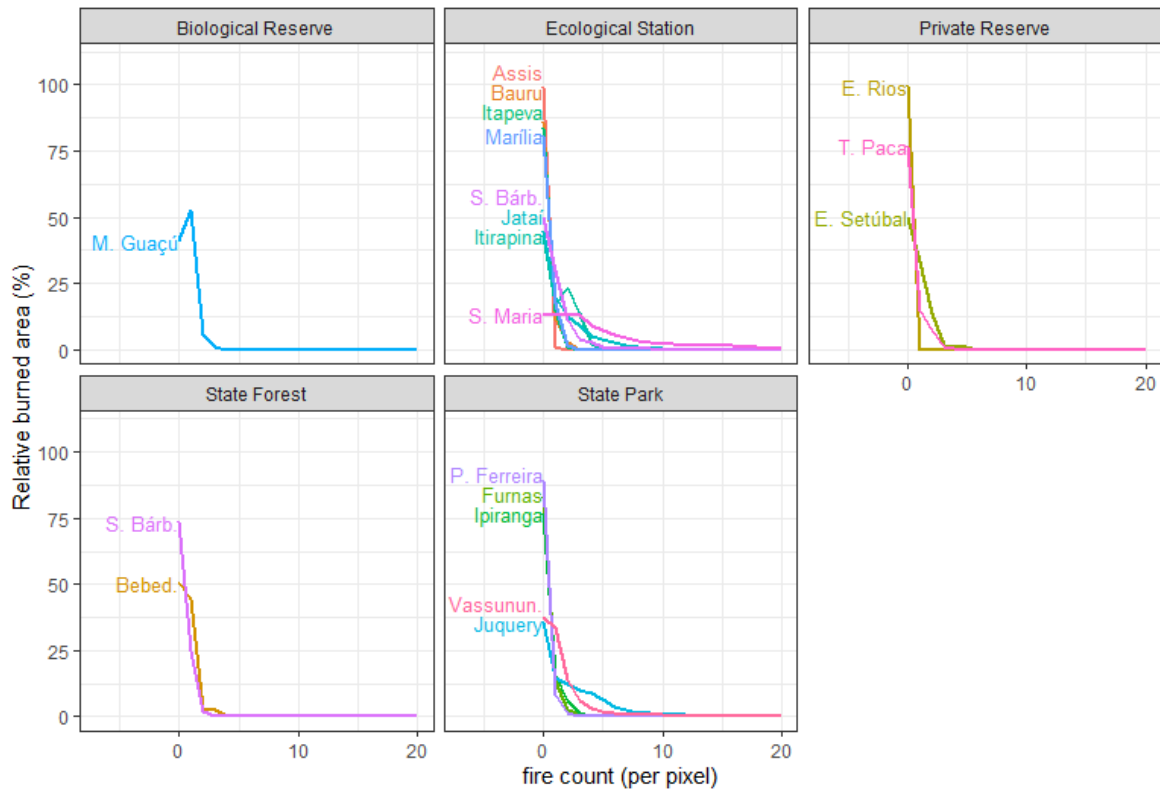 Biological Reserve
Ecological Station
Private Reserve
Relative burned area (%)
100
75
50
25
0
M. Guaçú
Assis
Bauru
Itapeva
Marília
S. Bárb.
Jataí
Itirapina
S. Maria
E. Rios
T. Paca
E. Setúbal
0
10
20
State Forest
State Park
100
75
50
25
0
S. Bárb.
Bebed.
P. Ferreira
Furnas
Ipiranga
Vassunun.
Juquery
0
10
20
0
10
20
fire count (per pixel)